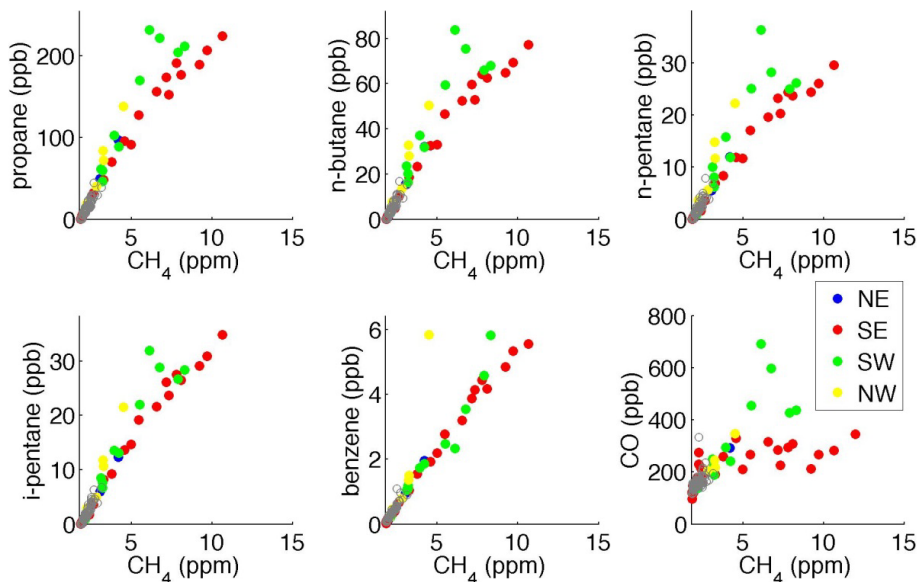 propane (ppb)
200
100
0
5 10 15
CH4 (ppm)
n-butane (ppb)
80
60
40
20
0
5 10 15
CH4 (ppm)
n-pentane (ppb)
30
20
10
0
5 10 15
CH4 (ppm)
i-pentane (ppb)
30
20
10
0
5 10 15
CH4 (ppm)
benzene (ppb)
6
4
2
0
5 10 15
CH4 (ppm)
CO (ppb)
800
600
400
200
0
5 10 15
CH4 (ppm)
NE
SE
SW
NW